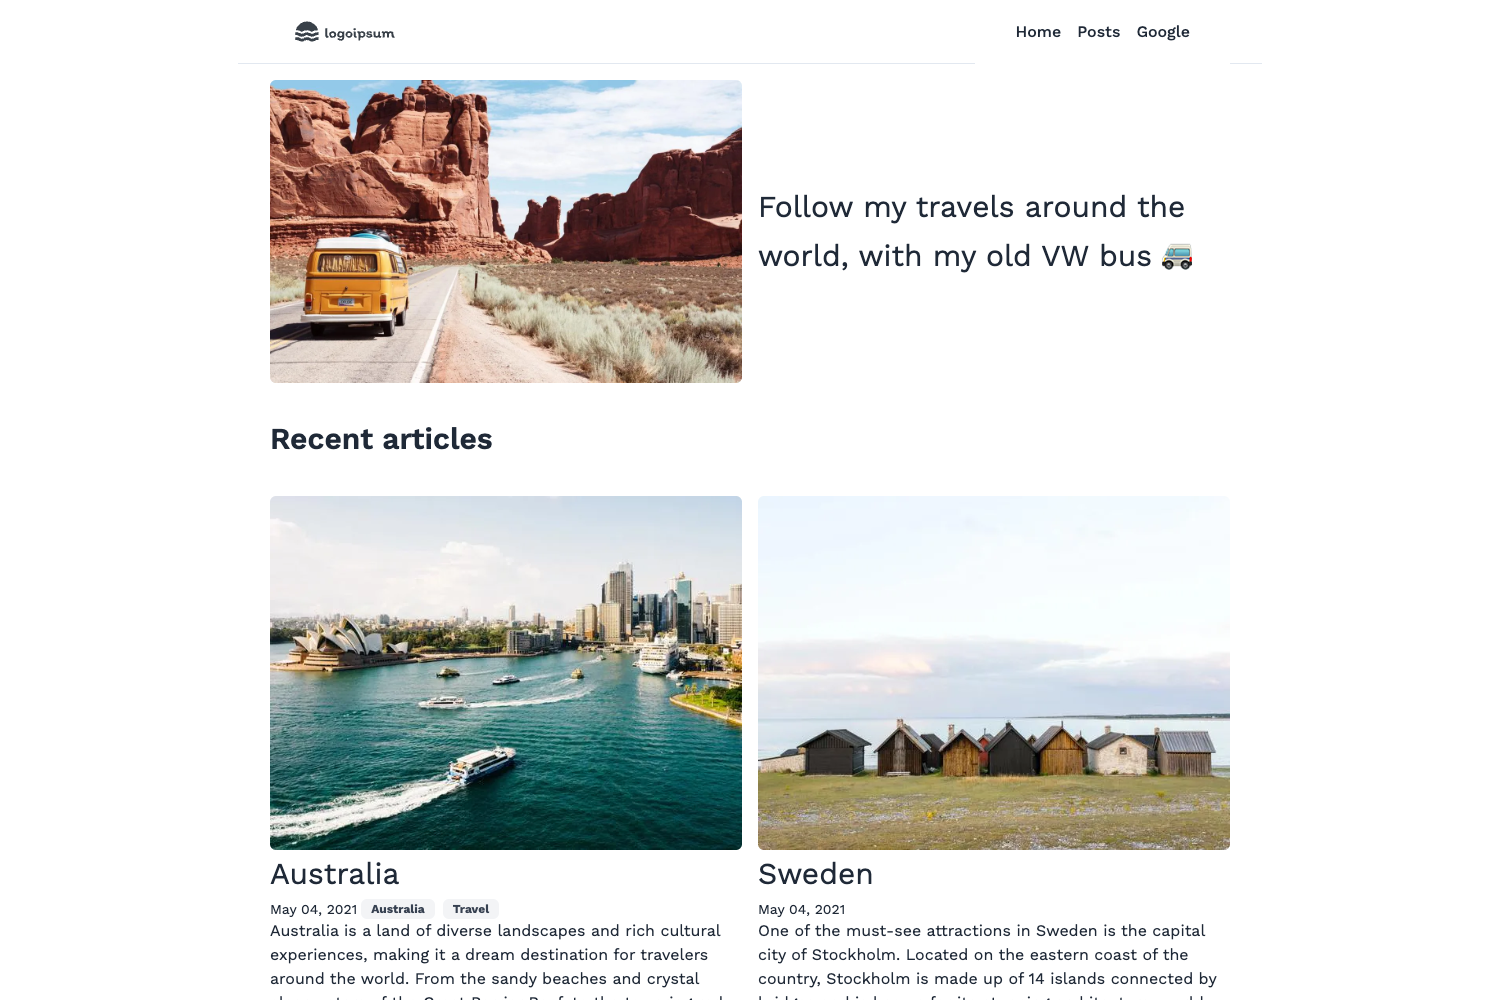 logoipsum
Home Posts Google
Follow my travels around the
world, with my old VW bus 🚐
Recent articles
Australia
May 04, 2021 Australia Travel
Australia is a land of diverse landscapes and rich cultural
experiences, making it a dream destination for travelers
around the world. From the sandy beaches and crystal
Sweden
May 04, 2021
One of the must-see attractions in Sweden is the capital
city of Stockholm. Located on the eastern coast of the
country, Stockholm is made up of 14 islands connected by